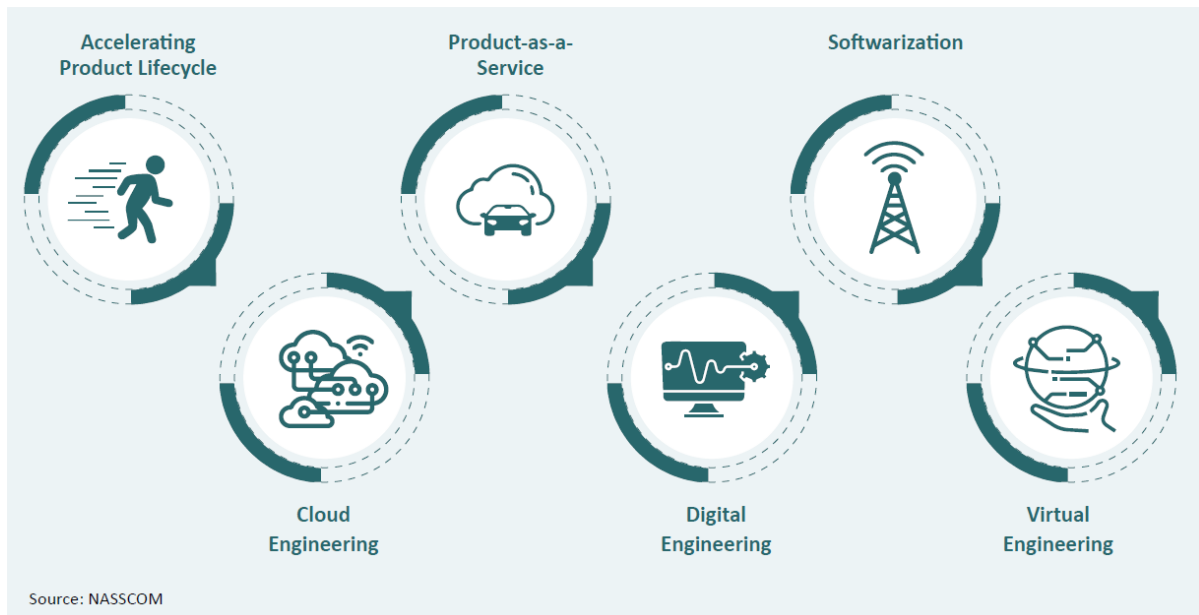 Accelerating
Product Lifecycle
Product-as-a-
Service
Softwarization
Cloud
Engineering
Digital
Engineering
Virtual
Engineering
Source: NASSCOM